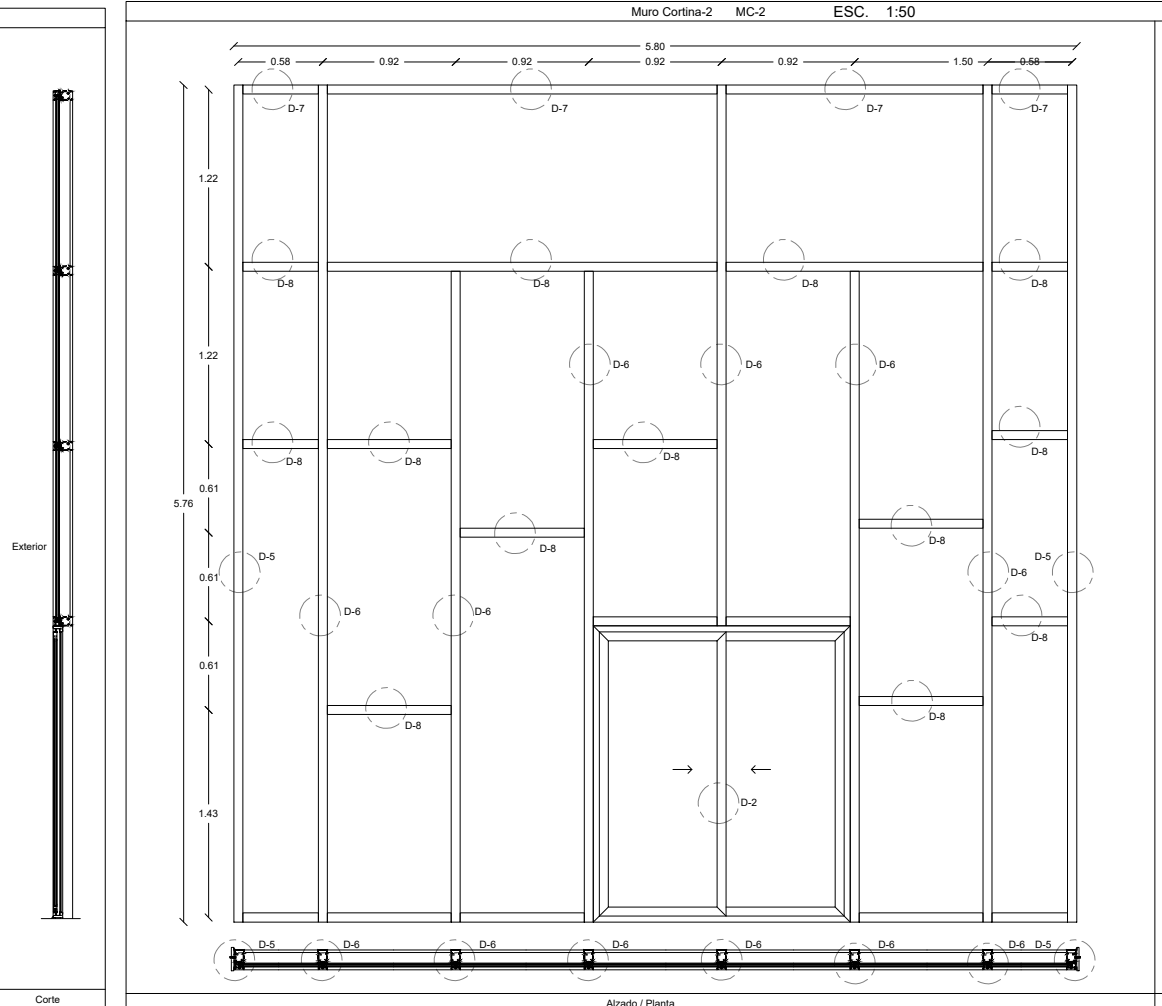 Muro Cortina-2 MC-2 ESC. 1:50
5.80
0.58 0.92 0.92 0.92 0.92 1.50 0.58
D-7 D-7 D-7 D-7
1.22
D-8 D-8 D-8 D-8
1.22
D-6 D-6 D-6
D-8 D-8 D-8 D-8
0.61
5.76
D-8 D-8
Exterior
D-5 D-6 D-5
0.61
D-6 D-6 D-8
0.61
D-8 D-8
D-2
1.43
D-5 D-6 D-6 D-6 D-6 D-6 D-6 D-5
Corte Alzado / Planta